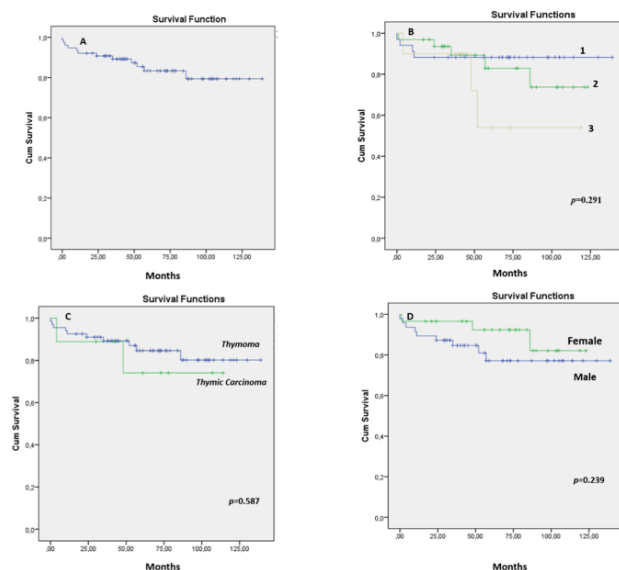 Survival Function
A
Cum Survival
1,0
0,8
0,6
0,4
0,2
0,0
,00 25,00 50,00 75,00 100,00 125,00
Months
Survival Functions
B
Cum Survival
1,0
0,8
0,6
0,4
0,2
0,0
1
2
3
p=0.291
,00 25,00 50,00 75,00 100,00 125,00
Months
Survival Functions
C
Cum Survival
1,0
0,8
0,6
0,4
0,2
0,0
Thymoma
Thymic Carcinoma
p=0.587
,00 25,00 50,00 75,00 100,00 125,00
Months
Survival Functions
D
Cum Survival
1,0
0,8
0,6
0,4
0,2
0,0
Female
Male
p=0.239
,00 25,00 50,00 75,00 100,00 125,00
Months